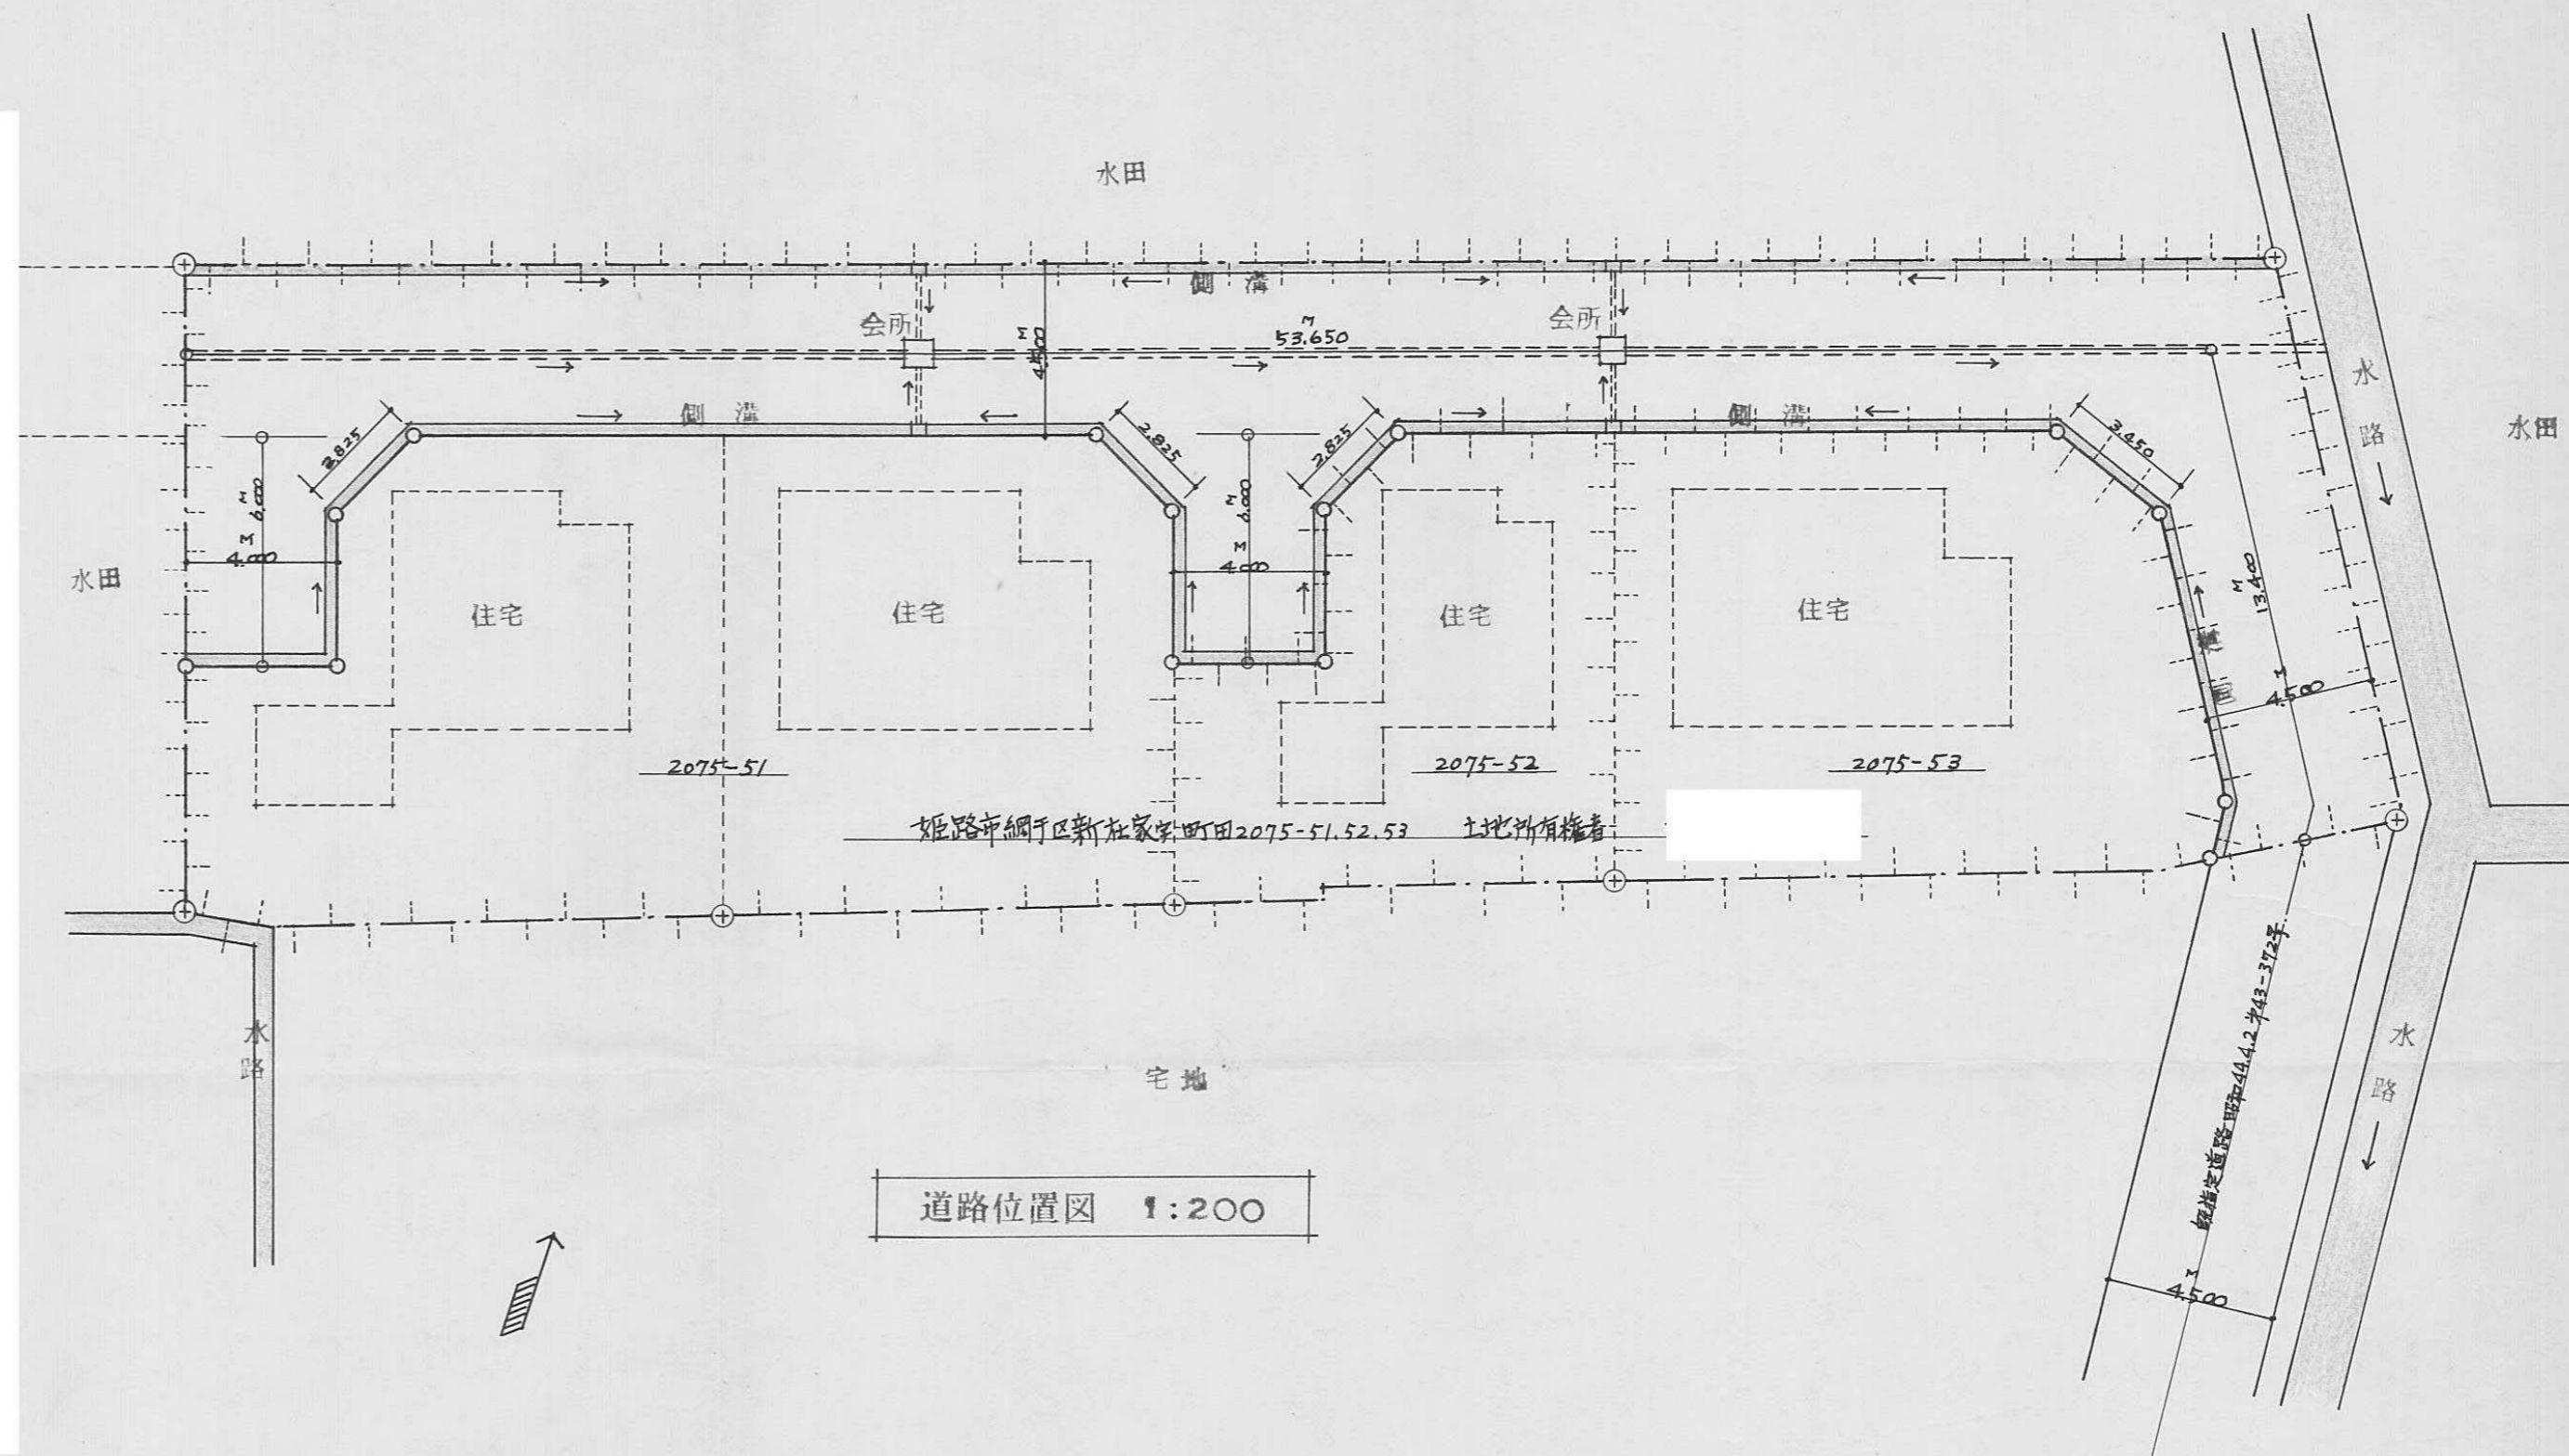 水田
側溝
会所
会所
M
4.500
M
53.650
水路
水田
側溝
側溝
2.825
2.825
2.825
3.450
M
6.000
M
4.000
M
6.000
M
4.000
M
13.400
水田
住宅
住宅
住宅
住宅
側溝
M
4.500
2075-51
2075-52
2075-53
姫路市網干区新在家字町田2075-51.52.53 土地所有権者
既指定道路 昭和44.4.2 第43-372号
水路
水路
宅地
道路位置図 1:200
M
4.500